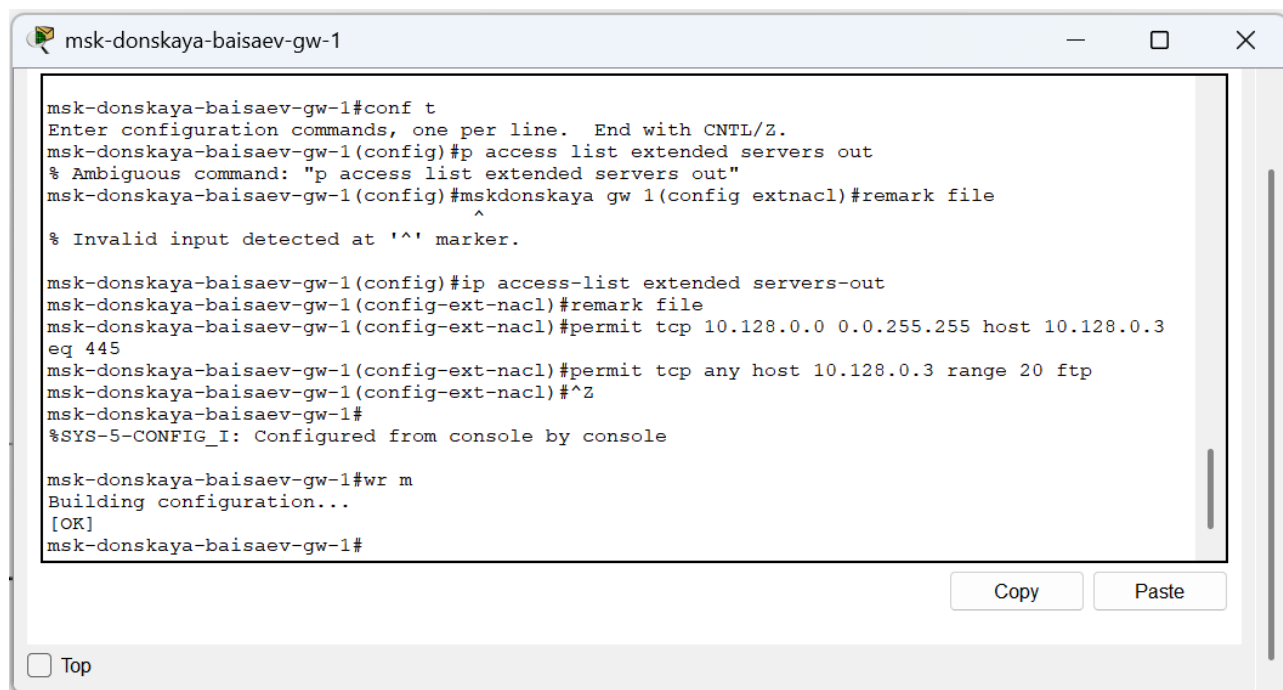 msk-donskaya-baisaev-gw-1
msk-donskaya-baisaev-gw-1#conf t
Enter configuration commands, one per line.  End with CNTL/Z.
msk-donskaya-baisaev-gw-1(config)#p access list extended servers out
% Ambiguous command: "p access list extended servers out"
msk-donskaya-baisaev-gw-1(config)#mskdonskaya gw 1(config extnacl)#remark file
^
% Invalid input detected at '^' marker.
msk-donskaya-baisaev-gw-1(config)#ip access-list extended servers-out
msk-donskaya-baisaev-gw-1(config-ext-nacl)#remark file
msk-donskaya-baisaev-gw-1(config-ext-nacl)#permit tcp 10.128.0.0 0.0.255.255 host 10.128.0.3
eq 445
msk-donskaya-baisaev-gw-1(config-ext-nacl)#permit tcp any host 10.128.0.3 range 20 ftp
msk-donskaya-baisaev-gw-1(config-ext-nacl)#^Z
msk-donskaya-baisaev-gw-1#
%SYS-5-CONFIG_I: Configured from console by console
msk-donskaya-baisaev-gw-1#wr m
Building configuration...
[OK]
msk-donskaya-baisaev-gw-1#
Copy Paste
Top